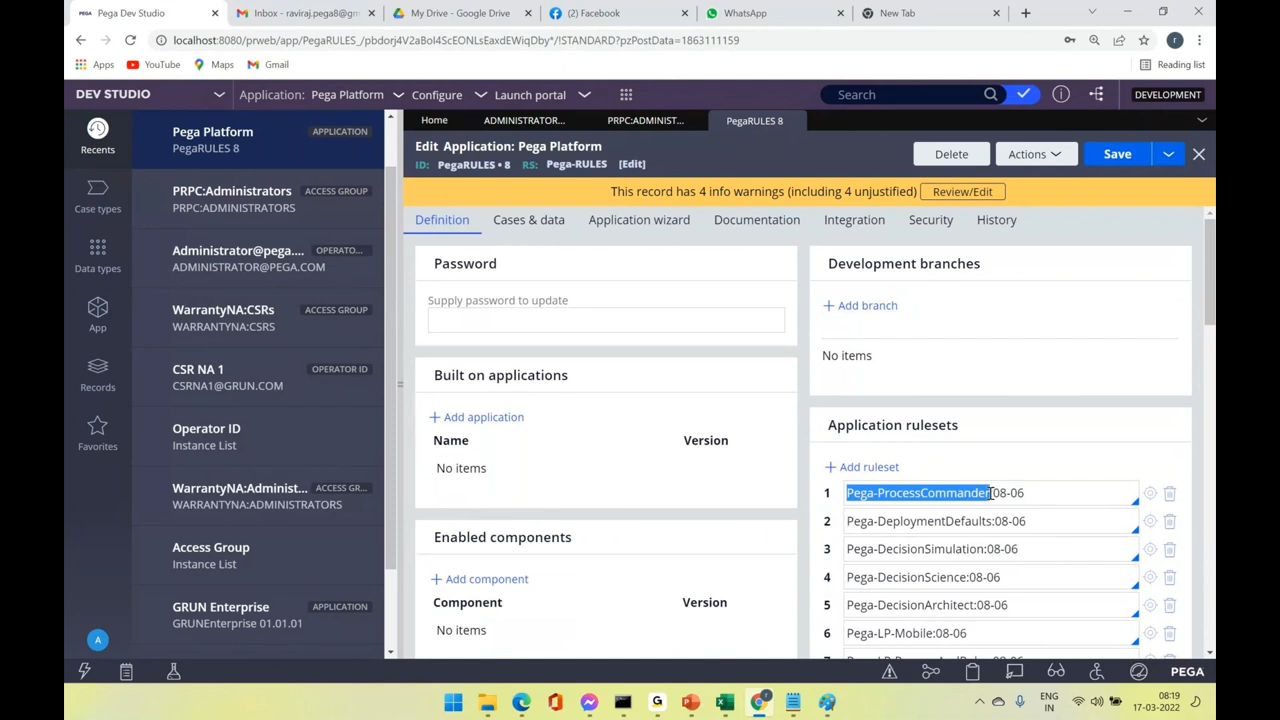 Pega Dev Studio
Inbox - raviraj.pega8@gm
My Drive - Google Drive
(2) Facebook
WhatsApp
New Tab
localhost:8080/prweb/app/PegaRULES_/pbdorj4V2aBol4ScEONLsEaxdEWiqDby*/!STANDARD?pzPostData=1863111159
Apps YouTube Maps Gmail Reading list
DEV STUDIO Application: Pega Platform Configure Launch portal Search DEVELOPMENT
Recents
Case types
Data types
App
Records
Favorites
A
Pega Platform APPLICATION
PegaRULES 8
PRPC:Administrators ACCESS GROUP
PRPC:ADMINISTRATORS
Administrator@pega.... OPERATO...
ADMINISTRATOR@PEGA.COM
WarrantyNA:CSRs ACCESS GROUP
WARRANTYNA:CSRS
CSR NA 1 OPERATOR ID
CSRNA1@GRUN.COM
Operator ID
Instance List
WarrantyNA:Administ... ACCESS GR...
WARRANTYNA:ADMINISTRATORS
Access Group
Instance List
GRUN Enterprise APPLICATION
GRUNEnterprise 01.01.01
Home ADMINISTRATOR... PRPC:ADMINIST... PegaRULES 8
Edit Application: Pega Platform
ID: PegaRULES • 8 RS: Pega-RULES [Edit]
Delete Actions Save
This record has 4 info warnings (including 4 unjustified) Review/Edit
Definition Cases & data Application wizard Documentation Integration Security History
Password
Supply password to update
Built on applications
Add application
Name Version
No items
Enabled components
Add component
Component Version
No items
Development branches
Add branch
No items
Application rulesets
Add ruleset
1 Pega-ProcessCommander:08-06
2 Pega-DeploymentDefaults:08-06
3 Pega-DecisionSimulation:08-06
4 Pega-DecisionScience:08-06
5 Pega-DecisionArchitect:08-06
6 Pega-LP-Mobile:08-06
PEGA
ENG
IN
08:19
17-03-2022